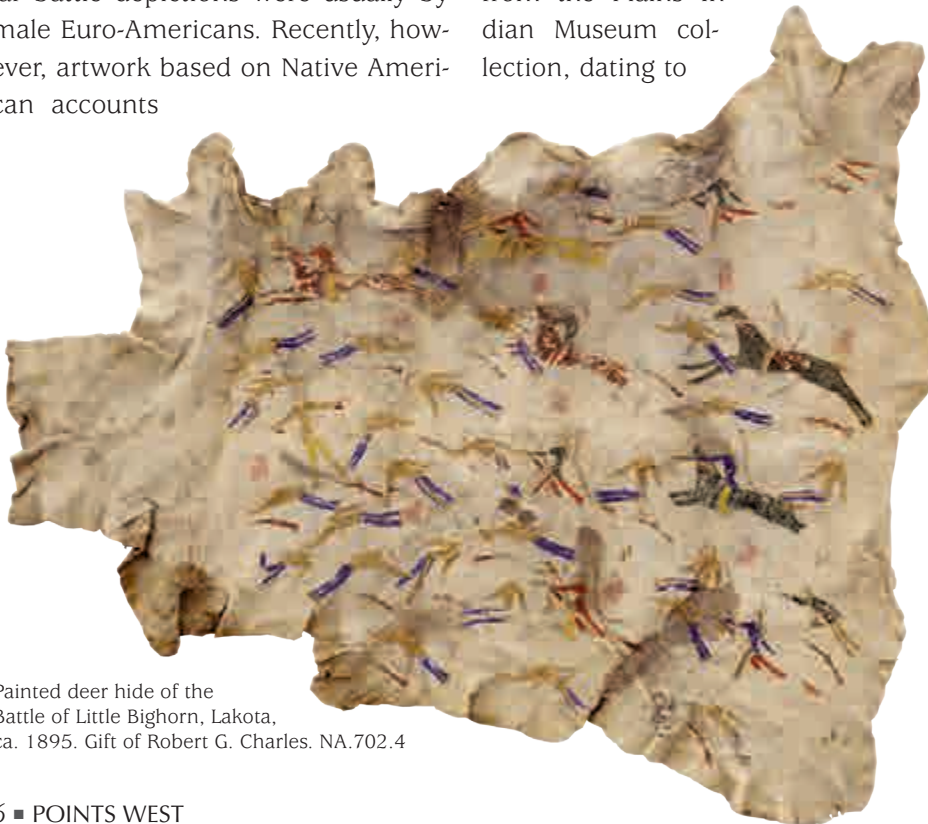 Battle depictions were usually by
male Euro-Americans. Recently, how-
ever, artwork based on Native Ameri-
can accounts
from the Plains In-
dian Museum col-
lection, dating to
Painted deer hide of the
Battle of Little Bighorn, Lakota,
ca. 1895. Gift of Robert G. Charles. NA.702.4
6 ■ POINTS WEST